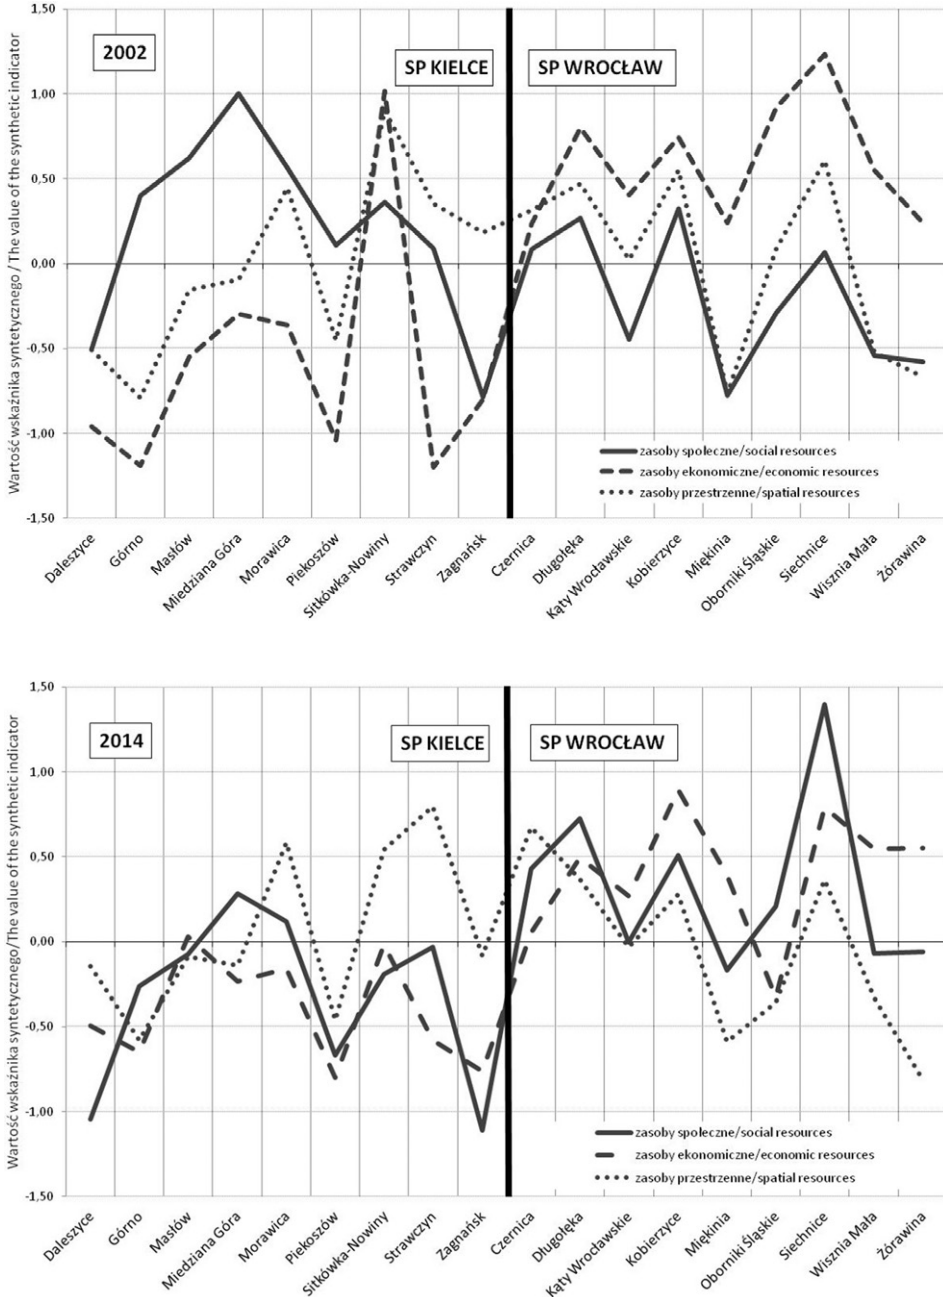 Wartość wskaźnika syntetycznego / The value of the synthetic indicator
1,50
1,00
0,50
0,00
-0,50
-1,00
-1,50
2002
SP KIELCE
SP WROCŁAW
zasoby społeczne/social resources
zasoby ekonomiczne/economic resources
zasoby przestrzenne/spatial resources
Daleszyce
Górno
Masłów
Miedziana Góra
Morawica
Piekoszów
Sitkówka-Nowiny
Strawczyn
Zagnańsk
Czernica
Długołęka
Kąty Wrocławskie
Kobierzyce
Miękinia
Oborniki Śląskie
Siechnice
Wisznia Mała
Żórawina
Wartość wskaźnika syntetycznego/The value of the synthetic indicator
1,50
1,00
0,50
0,00
-0,50
-1,00
-1,50
2014
SP KIELCE
SP WROCŁAW
zasoby społeczne/social resources
zasoby ekonomiczne/economic resources
zasoby przestrzenne/spatial resources
Daleszyce
Górno
Masłów
Miedziana Góra
Morawica
Piekoszów
Sitkówka-Nowiny
Strawczyn
Zagnańsk
Czernica
Długołęka
Kąty Wrocławskie
Kobierzyce
Miękinia
Oborniki Śląskie
Siechnice
Wisznia Mała
Żórawina